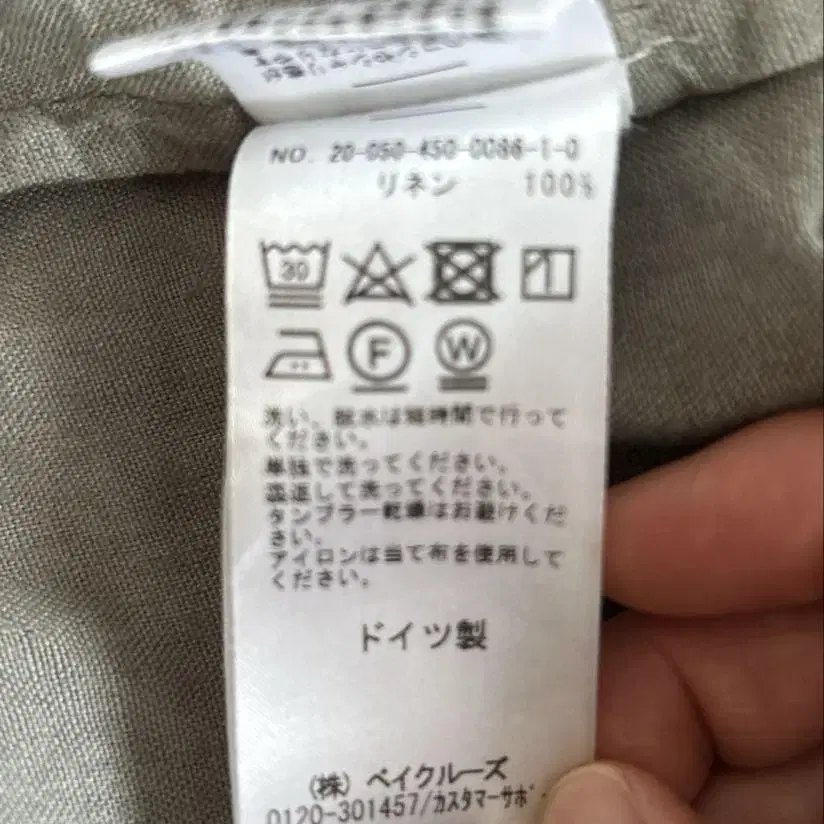 NO. 20-050-450-0086-1-0
リネン 100%
30
F W
洗い、脱水は短時間で行って
ください。
単独で洗ってください。
裏返して洗ってください。
タンブラー乾燥はお避けくだ
さい。
アイロンは当て布を使用して
ください。
ドイツ製
(株) ベイクルーズ
0120-301457/カスタマーサポ